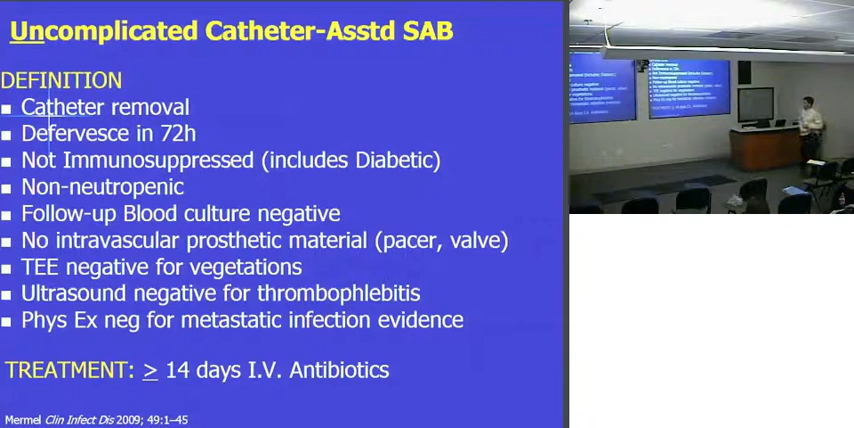 Uncomplicated Catheter-Asstd SAB
DEFINITION
▪ Catheter removal
▪ Defervesce in 72h
▪ Not Immunosuppressed (includes Diabetic)
▪ Non-neutropenic
▪ Follow-up Blood culture negative
▪ No intravascular prosthetic material (pacer, valve)
▪ TEE negative for vegetations
▪ Ultrasound negative for thrombophlebitis
▪ Phys Ex neg for metastatic infection evidence
TREATMENT: ≥ 14 days I.V. Antibiotics
Mermel Clin Infect Dis 2009; 49:1–45